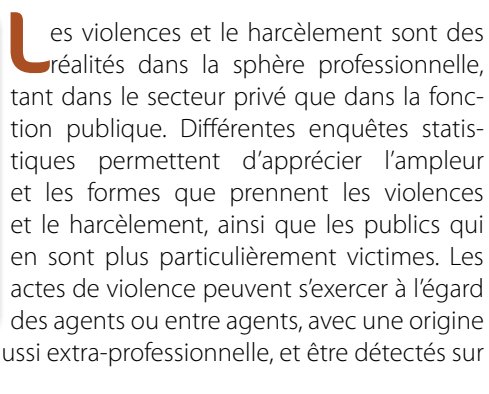 Les violences et le harcèlement sont des
réalités dans la sphère professionnelle,
tant dans le secteur privé que dans la fonc-
tion publique. Différentes enquêtes statis-
tiques permettent d’apprécier l’ampleur
et les formes que prennent les violences
et le harcèlement, ainsi que les publics qui
en sont plus particulièrement victimes. Les
actes de violence peuvent s’exercer à l’égard
des agents ou entre agents, avec une origine
ussi extra-professionnelle, et être détectés sur